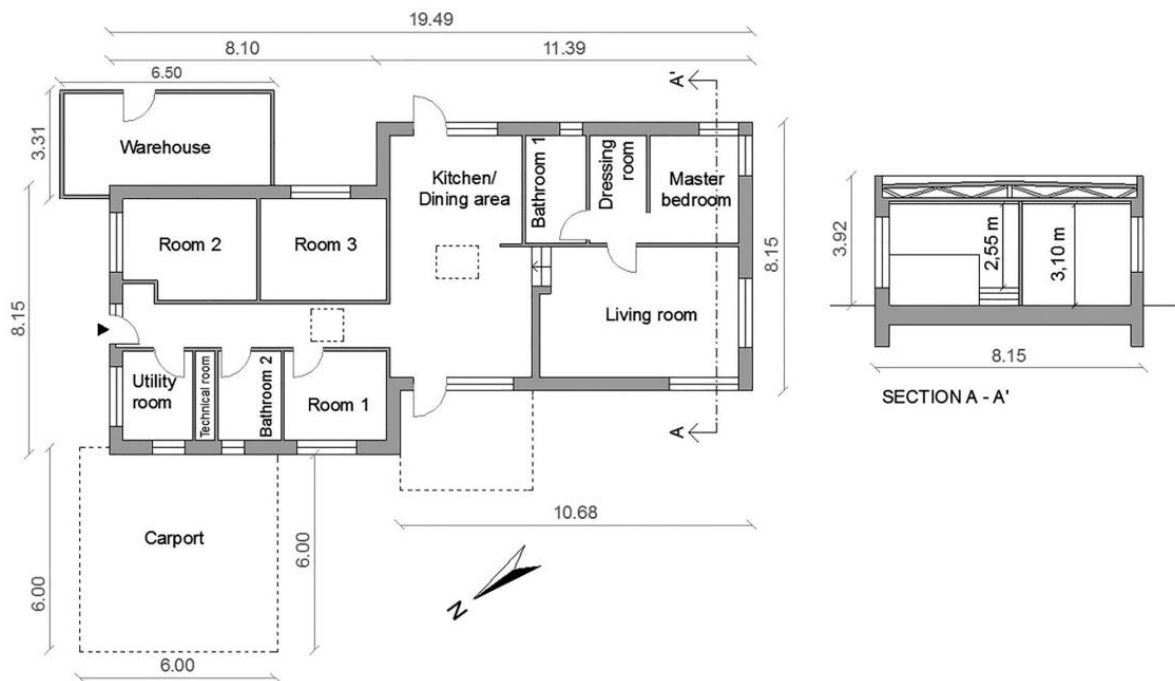 19.49
8.10
11.39
6.50
A'
3.31
Warehouse
Kitchen/
Dining area
Bathroom 1
Dressing
room
Master
bedroom
Room 2
Room 3
8.15
8.15
Living room
Utility
room
Technical room
Bathroom 2
Room 1
A
10.68
Carport
6.00
6.00
6.00
N
3.92
2,55 m
3,10 m
8.15
SECTION A - A'